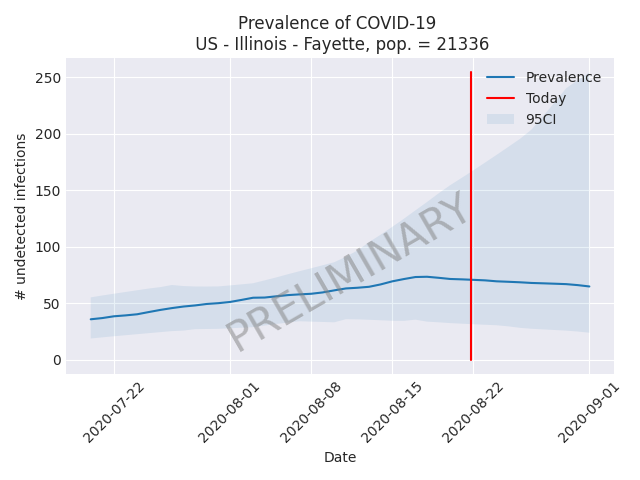 Prevalence of COVID-19
US - Illinois - Fayette, pop. = 21336
250
200
150
100
50
0
# undetected infections
Prevalence
Today
95CI
PRELIMINARY
2020-07-22
2020-08-01
2020-08-08
2020-08-15
2020-08-22
2020-09-01
Date